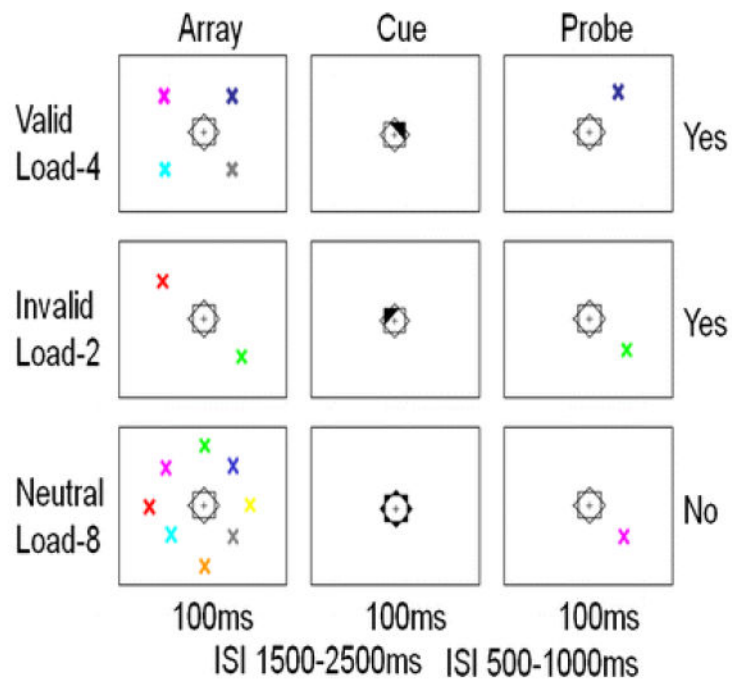 Array Cue Probe
Valid
Load-4
Yes
Invalid
Load-2
Yes
Neutral
Load-8
No
100ms 100ms 100ms
ISI 1500-2500ms ISI 500-1000ms